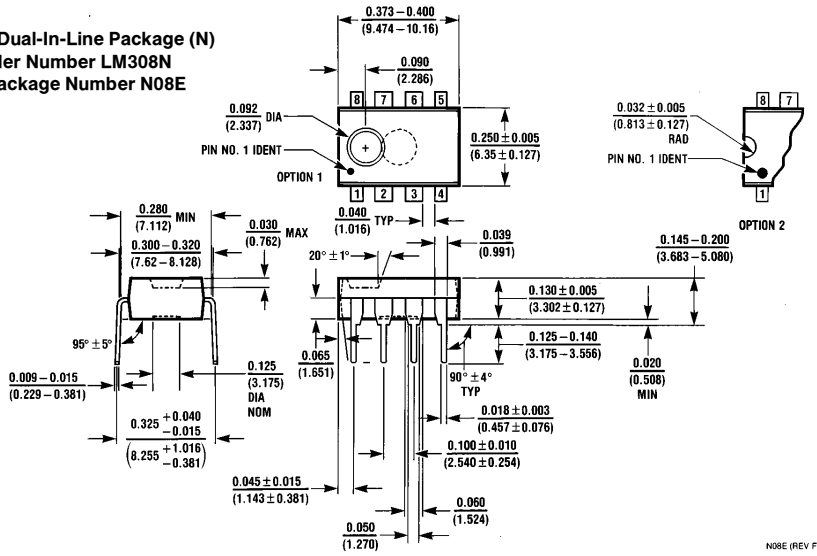 Dual-In-Line Package (N)
er Number LM308N
ackage Number N08E
0.373 – 0.400
(9.474 – 10.16)
0.090
(2.286)
8 7 6 5
0.092 DIA
(2.337)
+
PIN NO. 1 IDENT
OPTION 1
1 2 3 4
0.250 ± 0.005
(6.35 ± 0.127)
0.032 ± 0.005
(0.813 ± 0.127)
RAD
PIN NO. 1 IDENT
8 7
1
OPTION 2
0.280 MIN
(7.112)
0.300 – 0.320
(7.62 – 8.128)
0.030 MAX
(0.762)
0.040 TYP
(1.016)
0.039
(0.991)
20° ± 1°
0.145 – 0.200
(3.683 – 5.080)
0.130 ± 0.005
(3.302 ± 0.127)
95° ± 5°
0.009 – 0.015
(0.229 – 0.381)
0.125
(3.175)
DIA
NOM
0.065
(1.651)
0.125 – 0.140
(3.175 – 3.556)
90° ± 4°
TYP
0.020
(0.508)
MIN
0.325 +0.040
-0.015
(8.255 +1.016
-0.381)
0.018 ± 0.003
(0.457 ± 0.076)
0.100 ± 0.010
(2.540 ± 0.254)
0.045 ± 0.015
(1.143 ± 0.381)
0.060
(1.524)
0.050
(1.270)
N08E (REV F